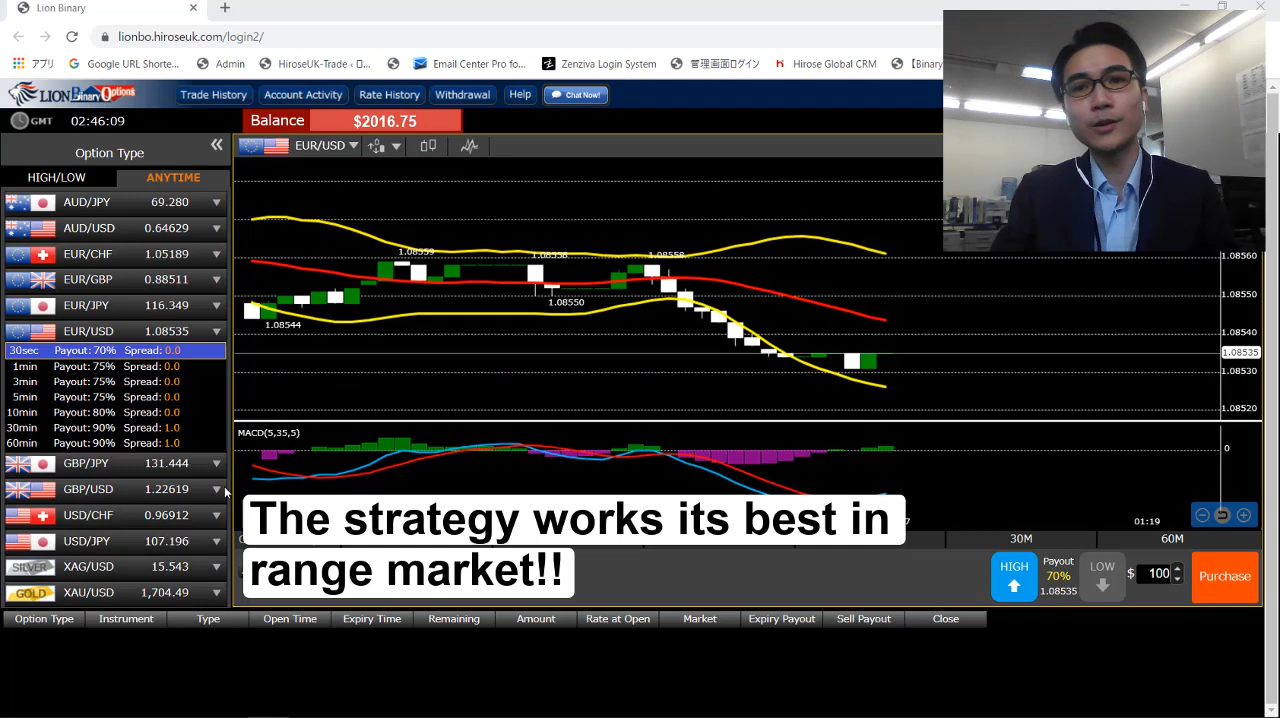 Lion Binary
lionbo.hiroseuk.com/login2/
アプリ Google URL Shorte... Admin HiroseUK-Trade ‹ ロ... Email Center Pro fo... Zenziva Login System 管理画面ログイン Hirose Global CRM 【Binary
LION Binary Options Trade History Account Activity Rate History Withdrawal Help Chat Now!
GMT 02:46:09 Balance $2016.75
Option Type
EUR/USD
HIGH/LOW ANYTIME
AUD/JPY 69.280
AUD/USD 0.64629
EUR/CHF 1.05189
EUR/GBP 0.88511
EUR/JPY 116.349
EUR/USD 1.08535
30sec Payout: 70% Spread: 0.0
1min Payout: 75% Spread: 0.0
3min Payout: 75% Spread: 0.0
5min Payout: 75% Spread: 0.0
10min Payout: 80% Spread: 0.0
30min Payout: 90% Spread: 1.0
60min Payout: 90% Spread: 1.0
GBP/JPY 131.444
GBP/USD 1.22619
USD/CHF 0.96912
USD/JPY 107.196
SILVER XAG/USD 15.543
GOLD XAU/USD 1,704.49
1.08559 1.08558 1.08558
1.08550
1.08544
1.08560
1.08550
1.08540
1.08535
1.08530
1.08520
MACD(5,35,5)
0
01:19
The strategy works its best in
range market!!
30M 60M
HIGH Payout 70% 1.08535 LOW $ 100 Purchase
Option Type Instrument Type Open Time Expiry Time Remaining Amount Rate at Open Market Expiry Payout Sell Payout Close